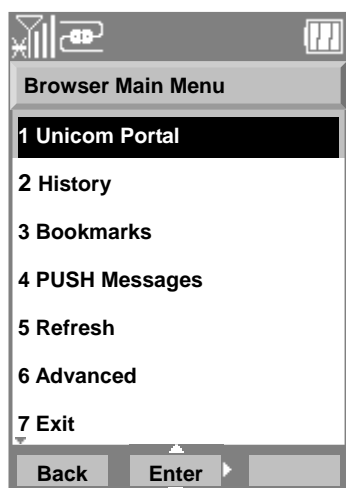 Browser Main Menu
1 Unicom Portal
2 History
3 Bookmarks
4 PUSH Messages
5 Refresh
6 Advanced
7 Exit
Back Enter